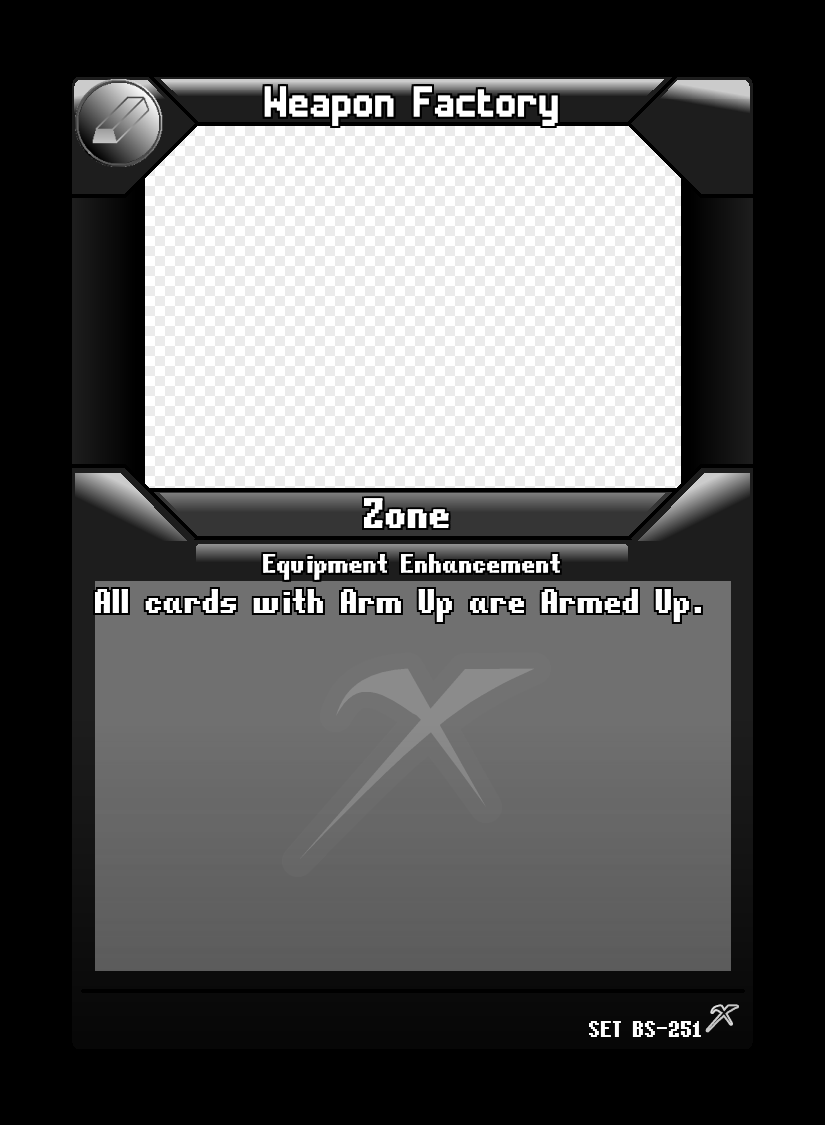 Weapon Factory
Zone
Equipment Enhancement
All cards with Arm Up are Armed Up.
SET BS-251